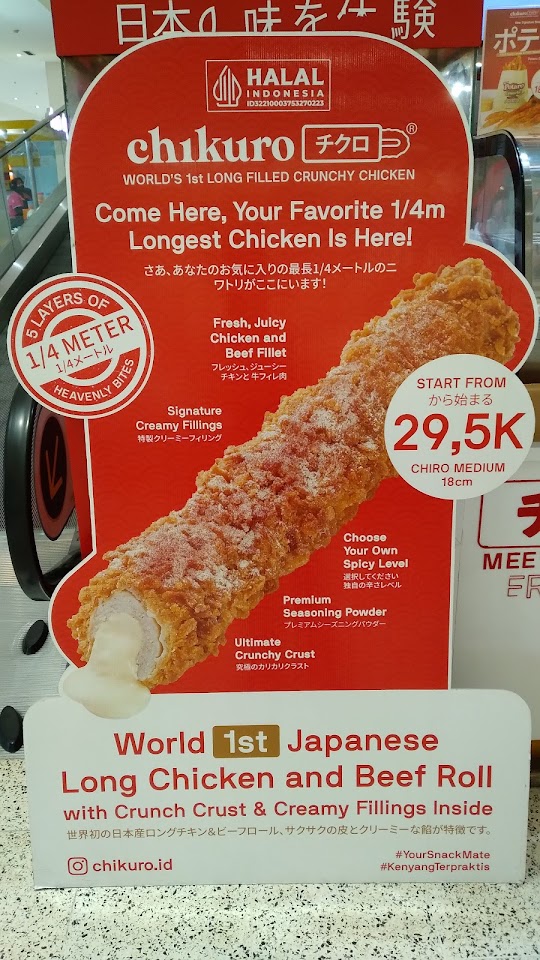 日本の味を体験
HALAL
INDONESIA
ID32210003753270223
chikuro チクロ®
WORLD'S 1st LONG FILLED CRUNCHY CHICKEN
Come Here, Your Favorite 1/4m
Longest Chicken Is Here!
さあ、あなたのお気に入りの最長1/4メートルのニ
ワトリがここにいます!
5 LAYERS OF
1/4 METER
1/4メートル
HEAVENLY BITES
Fresh, Juicy
Chicken and
Beef Fillet
フレッシュ、ジューシー
チキンと 牛フィレ肉
Signature
Creamy Fillings
特製クリーミーフィリング
START FROM
から始まる
29,5K
CHIRO MEDIUM
18cm
Choose
Your Own
Spicy Level
選択してください
独自の辛さレベル
Premium
Seasoning Powder
プレミアムシーズニングパウダー
Ultimate
Crunchy Crust
究極のカリカリクラスト
World 1st Japanese
Long Chicken and Beef Roll
with Crunch Crust & Creamy Fillings Inside
世界初の日本産ロングチキン&ビーフロール、サクサクの皮とクリーミーな餡が特徴です。
chikuro.id
#YourSnackMate
#KenyangTerpraktis
ポテ
チ
MEE
FR